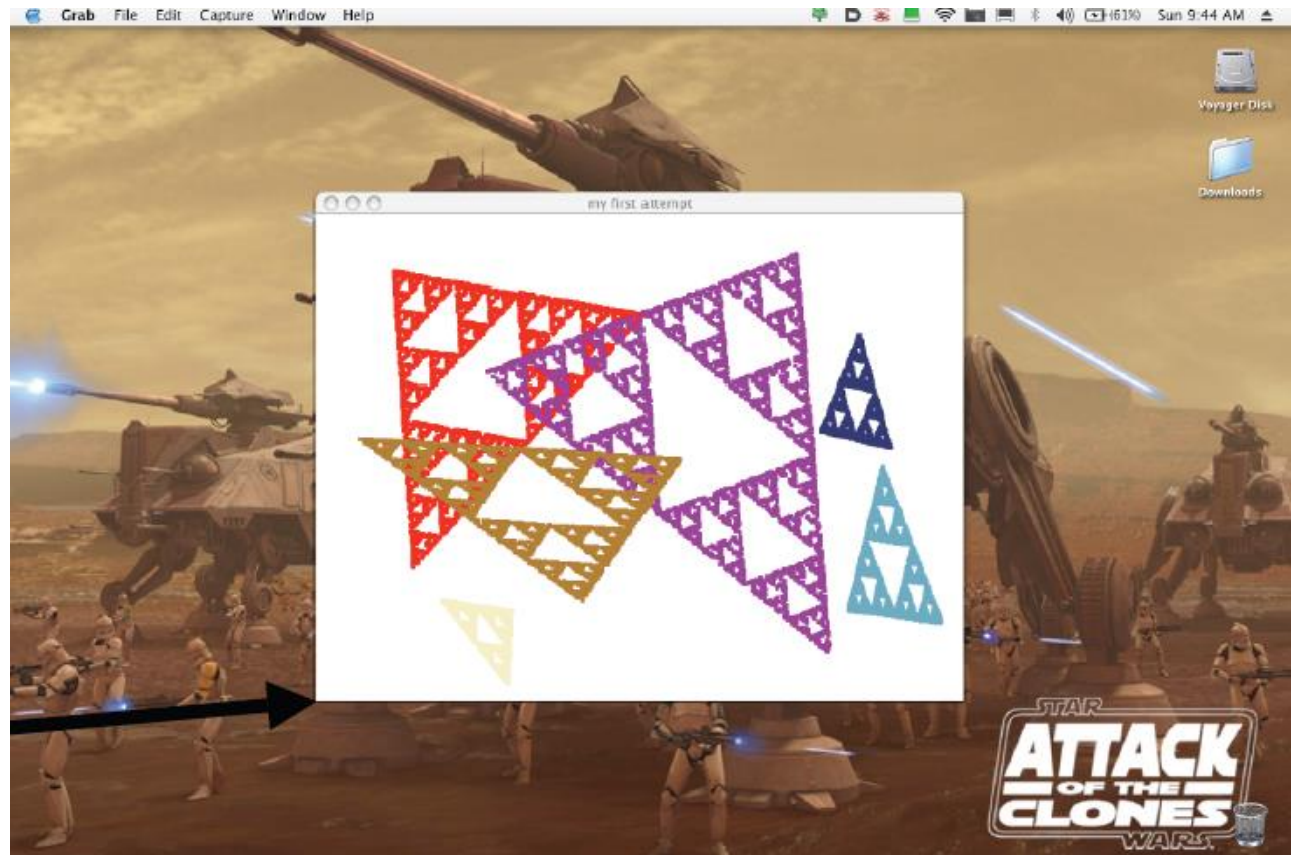 Grab File Edit Capture Window Help (61%) Sun 9:44 AM
Voyager Disk
Downloads
my first attempt
STAR
ATTACK
OF THE
CLONES
WARS